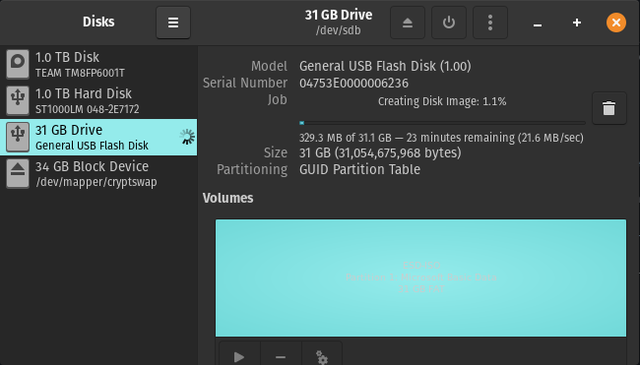 Disks
31 GB Drive
/dev/sdb
1.0 TB Disk
TEAM TM8FP6001T
1.0 TB Hard Disk
ST1000LM 048-2E7172
31 GB Drive
General USB Flash Disk
34 GB Block Device
/dev/mapper/cryptswap
Model General USB Flash Disk (1.00)
Serial Number 04753E0000006236
Job Creating Disk Image: 1.1%
329.3 MB of 31.1 GB — 23 minutes remaining (21.6 MB/sec)
Size 31 GB (31,054,675,968 bytes)
Partitioning GUID Partition Table
Volumes